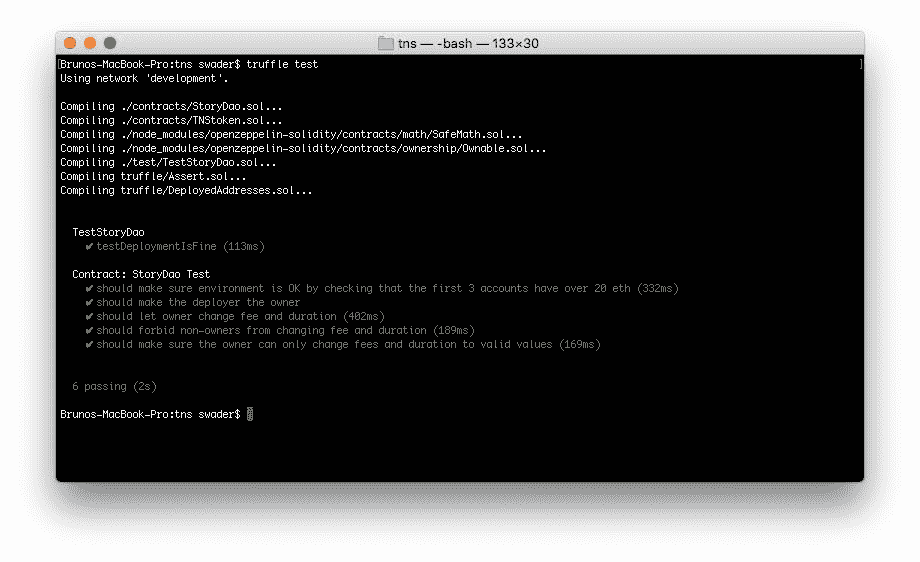 tns — -bash — 133×30
[Brunos-MacBook-Pro:tns swader$ truffle test ]
Using network 'development'.
Compiling ./contracts/StoryDao.sol...
Compiling ./contracts/TNStoken.sol...
Compiling ./node_modules/openzeppelin-solidity/contracts/math/SafeMath.sol...
Compiling ./node_modules/openzeppelin-solidity/contracts/ownership/Ownable.sol...
Compiling ./test/TestStoryDao.sol...
Compiling truffle/Assert.sol...
Compiling truffle/DeployedAddresses.sol...
TestStoryDao
✔ testDeploymentIsFine (113ms)
Contract: StoryDao Test
✔ should make sure environment is OK by checking that the first 3 accounts have over 20 eth (332ms)
✔ should make the deployer the owner
✔ should let owner change fee and duration (402ms)
✔ should forbid non-owners from changing fee and duration (189ms)
✔ should make sure the owner can only change fees and duration to valid values (169ms)
6 passing (2s)
Brunos-MacBook-Pro:tns swader$